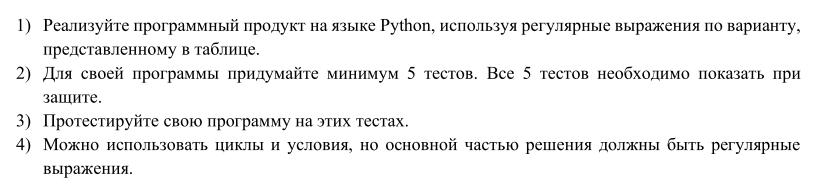 1) Реализуйте программный продукт на языке Python, используя регулярные выражения по варианту,
представленному в таблице.
2) Для своей программы придумайте минимум 5 тестов. Все 5 тестов необходимо показать при
защите.
3) Протестируйте свою программу на этих тестах.
4) Можно использовать циклы и условия, но основной частью решения должны быть регулярные
выражения.